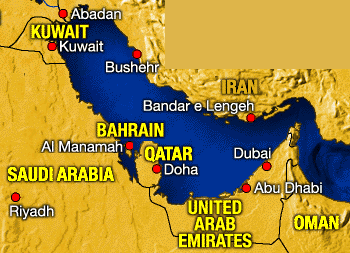 Abadan
KUWAIT
Kuwait
Bushehr
IRAN
Bandar e Lengeh
BAHRAIN
Al Manamah
QATAR
Dubai
SAUDI ARABIA
Doha
Abu Dhabi
Riyadh
UNITED
ARAB
EMIRATES
OMAN